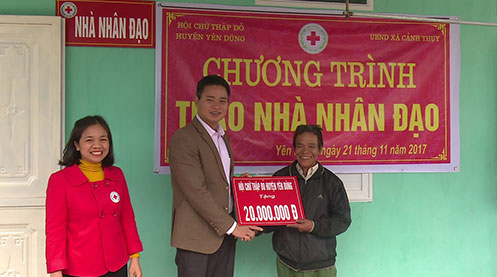 NHÀ NHÂN ĐẠO
HỘI CHỮ THẬP ĐỎ
HUYỆN YÊN DŨNG
UBND XÃ CẢNH THỤY
CHƯƠNG TRÌNH
NHÀ NHÂN ĐẠO
Yên
ngày 21 tháng 11 năm 2017
HỘI CHỮ THẬP ĐỎ HUYỆN YÊN DŨNG
Tặng
20.000.000 Đ